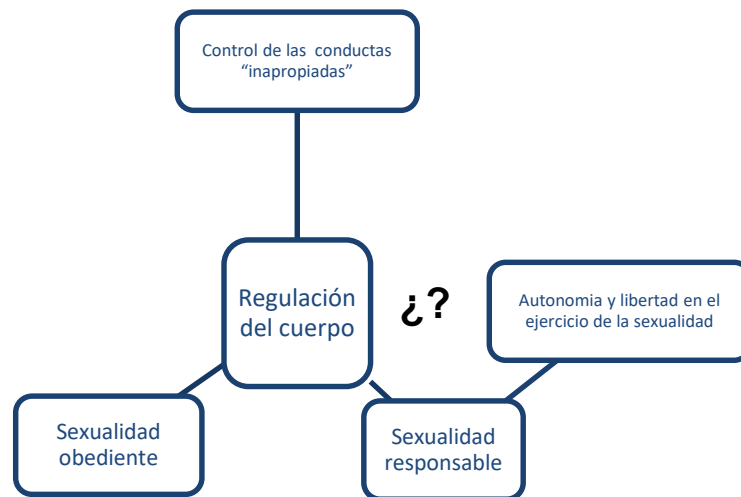 Control de las conductas
“inapropiadas”
Regulación
del cuerpo
¿?
Autonomia y libertad en el
ejercicio de la sexualidad
Sexualidad
obediente
Sexualidad
responsable